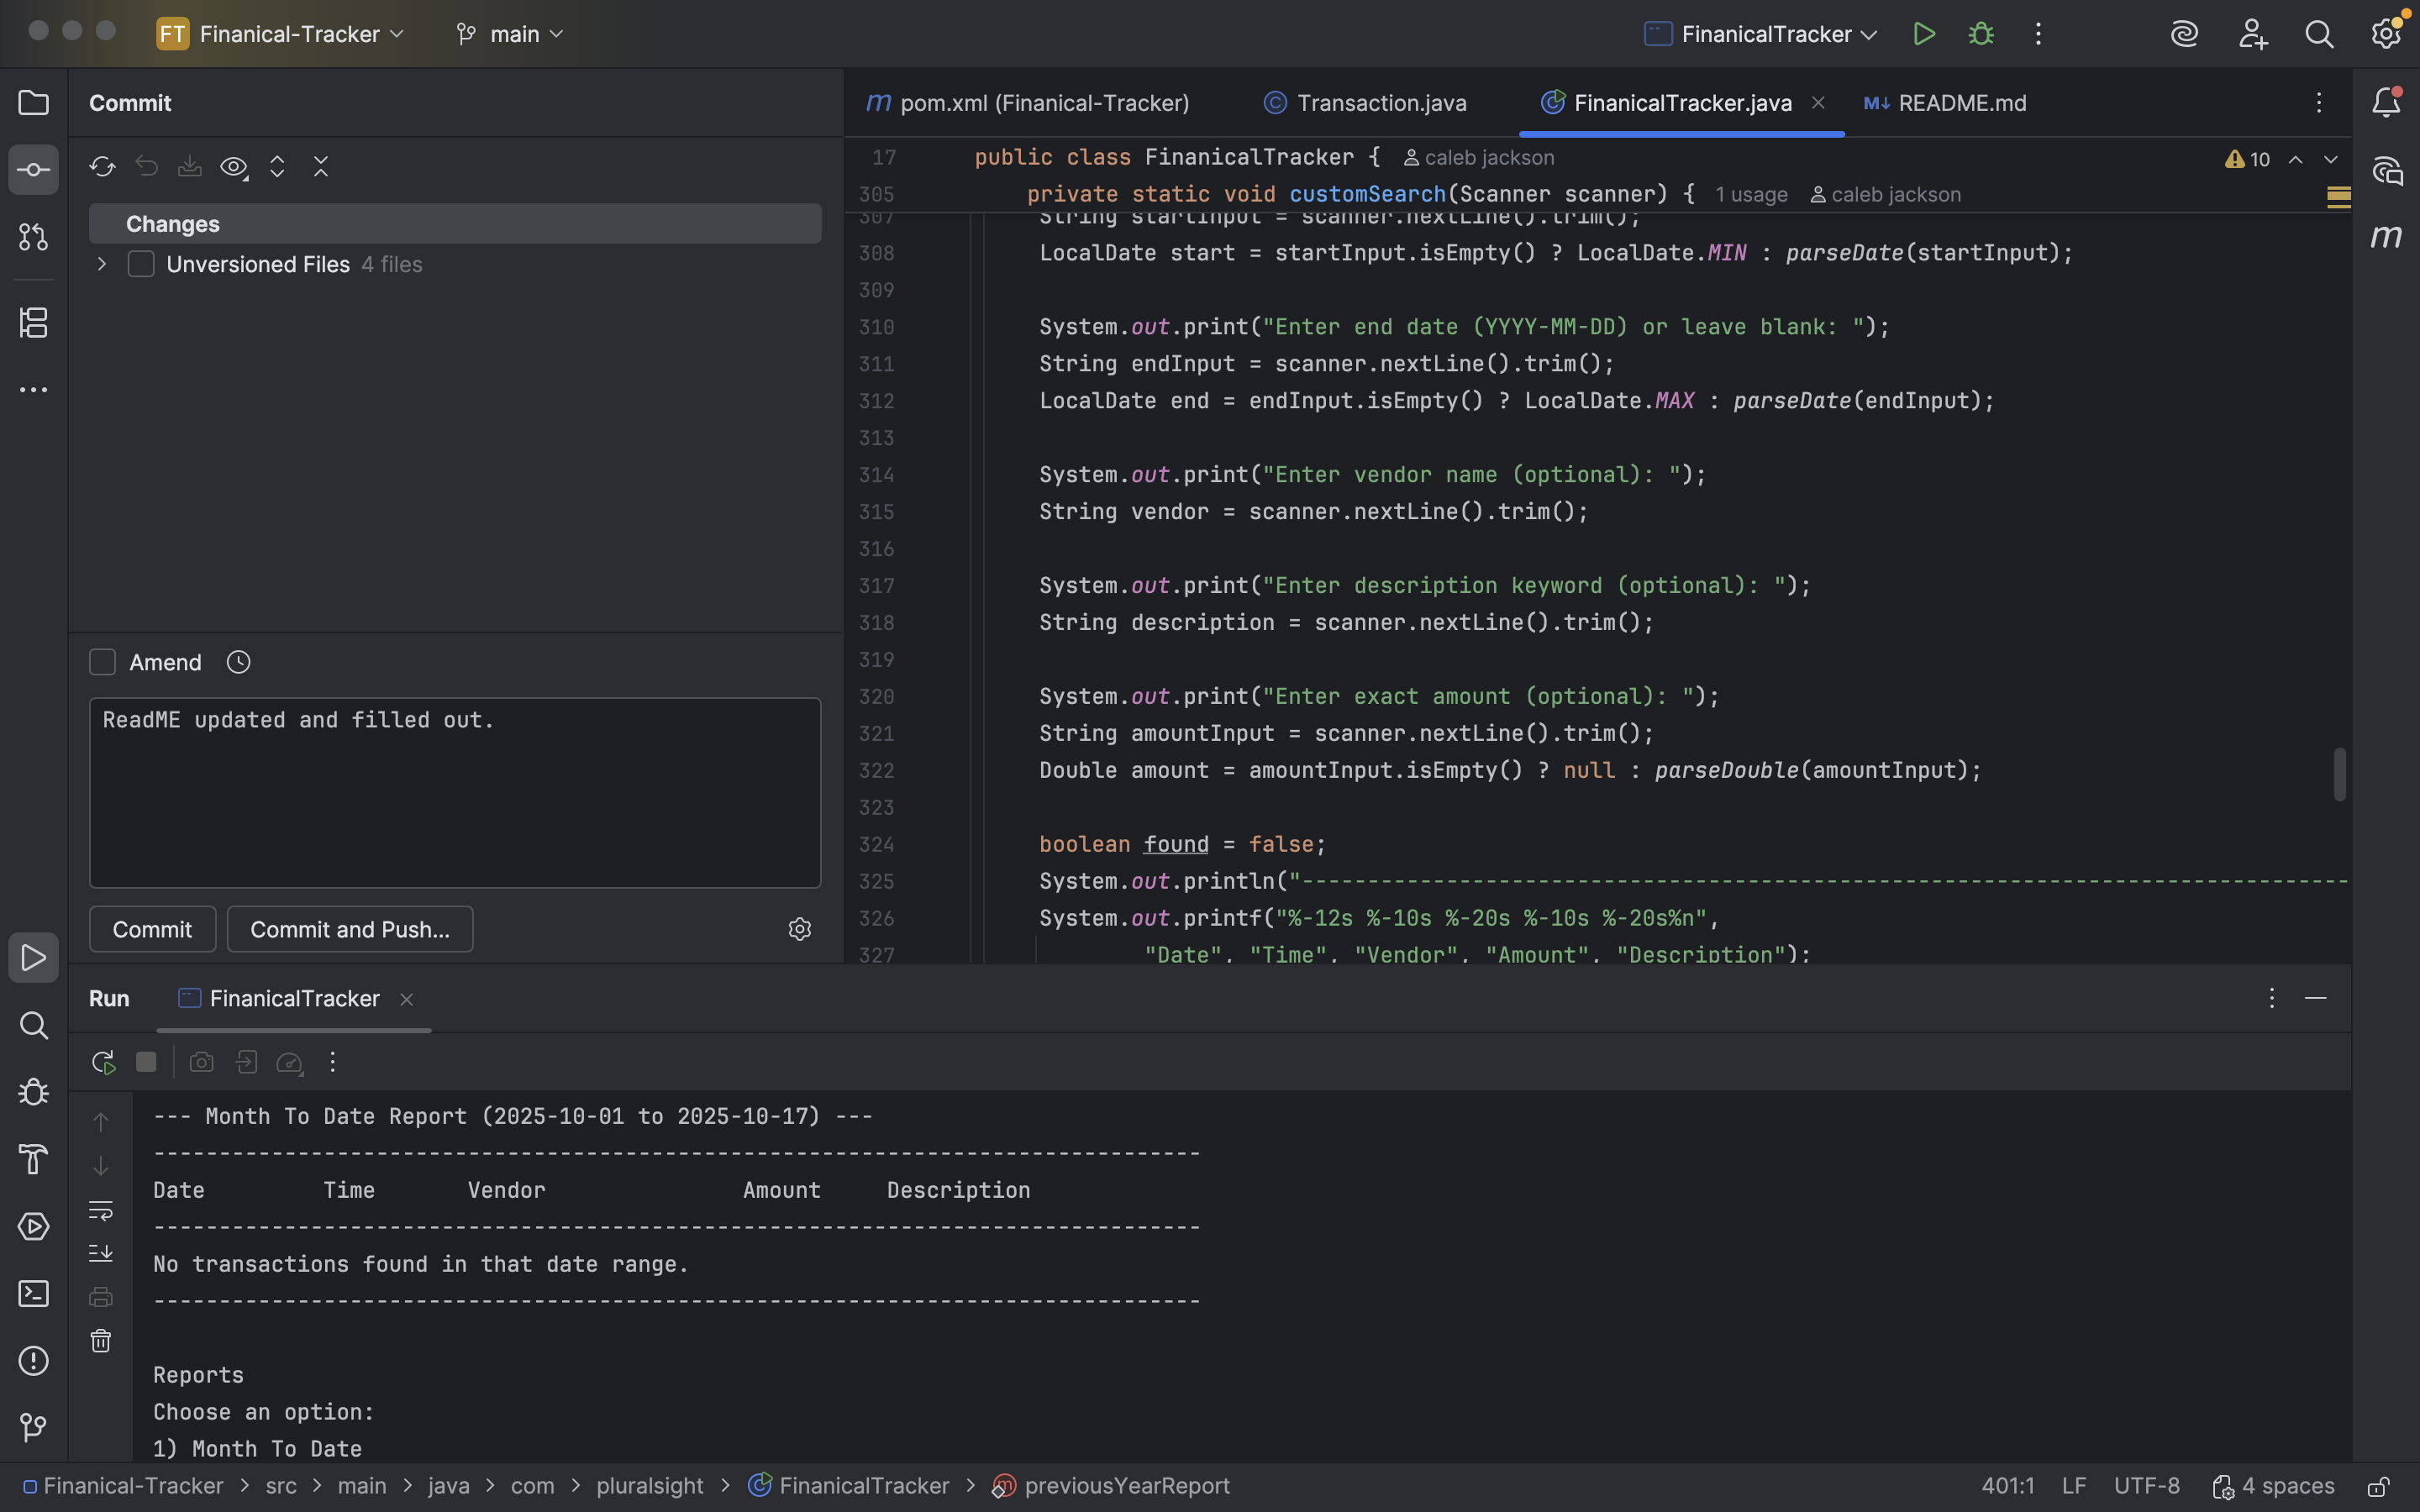 FT Finanical-Tracker
main
FinanicalTracker
Commit
Changes
Unversioned Files 4 files
Amend
ReadME updated and filled out.
Commit
Commit and Push...
m pom.xml (Finanical-Tracker)
C Transaction.java
C FinanicalTracker.java
M↓ README.md
10
17 public class FinanicalTracker { caleb jackson
305 private static void customSearch(Scanner scanner) { 1 usage caleb jackson
307 String startInput = scanner.nextLine().trim();
308 LocalDate start = startInput.isEmpty() ? LocalDate.MIN : parseDate(startInput);
309
310 System.out.print("Enter end date (YYYY-MM-DD) or leave blank: ");
311 String endInput = scanner.nextLine().trim();
312 LocalDate end = endInput.isEmpty() ? LocalDate.MAX : parseDate(endInput);
313
314 System.out.print("Enter vendor name (optional): ");
315 String vendor = scanner.nextLine().trim();
316
317 System.out.print("Enter description keyword (optional): ");
318 String description = scanner.nextLine().trim();
319
320 System.out.print("Enter exact amount (optional): ");
321 String amountInput = scanner.nextLine().trim();
322 Double amount = amountInput.isEmpty() ? null : parseDouble(amountInput);
323
324 boolean found = false;
325 System.out.println("--------------------------------------------------------------------------------
326 System.out.printf("%-12s %-10s %-20s %-10s %-20s%n",
327 "Date", "Time", "Vendor", "Amount", "Description");
m
Run
FinanicalTracker
--- Month To Date Report (2025-10-01 to 2025-10-17) ---
--------------------------------------------------------------------------------
Date Time Vendor Amount Description
--------------------------------------------------------------------------------
No transactions found in that date range.
--------------------------------------------------------------------------------
Reports
Choose an option:
1) Month To Date
Finanical-Tracker > src > main > java > com > pluralsight > FinanicalTracker > previousYearReport
401:1 LF UTF-8 4 spaces